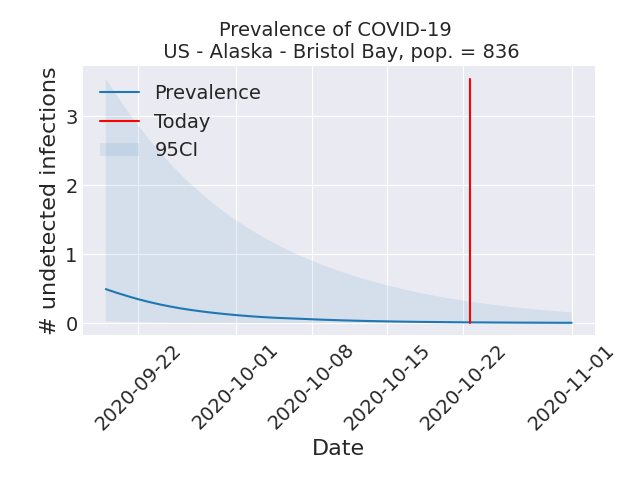 Prevalence of COVID-19
US - Alaska - Bristol Bay, pop. = 836
# undetected infections
3
2
1
0
Prevalence
Today
95CI
2020-09-22
2020-10-01
2020-10-08
2020-10-15
2020-10-22
2020-11-01
Date